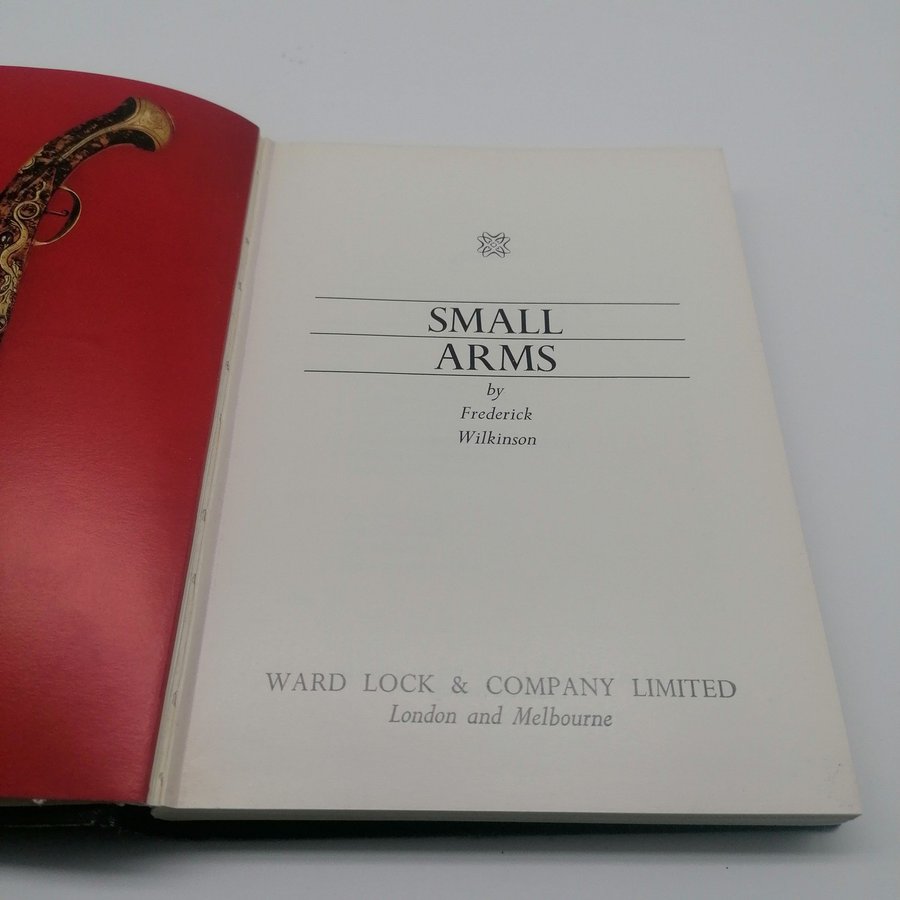 SMALL
ARMS
by
Frederick
Wilkinson
WARD LOCK & COMPANY LIMITED
London and Melbourne